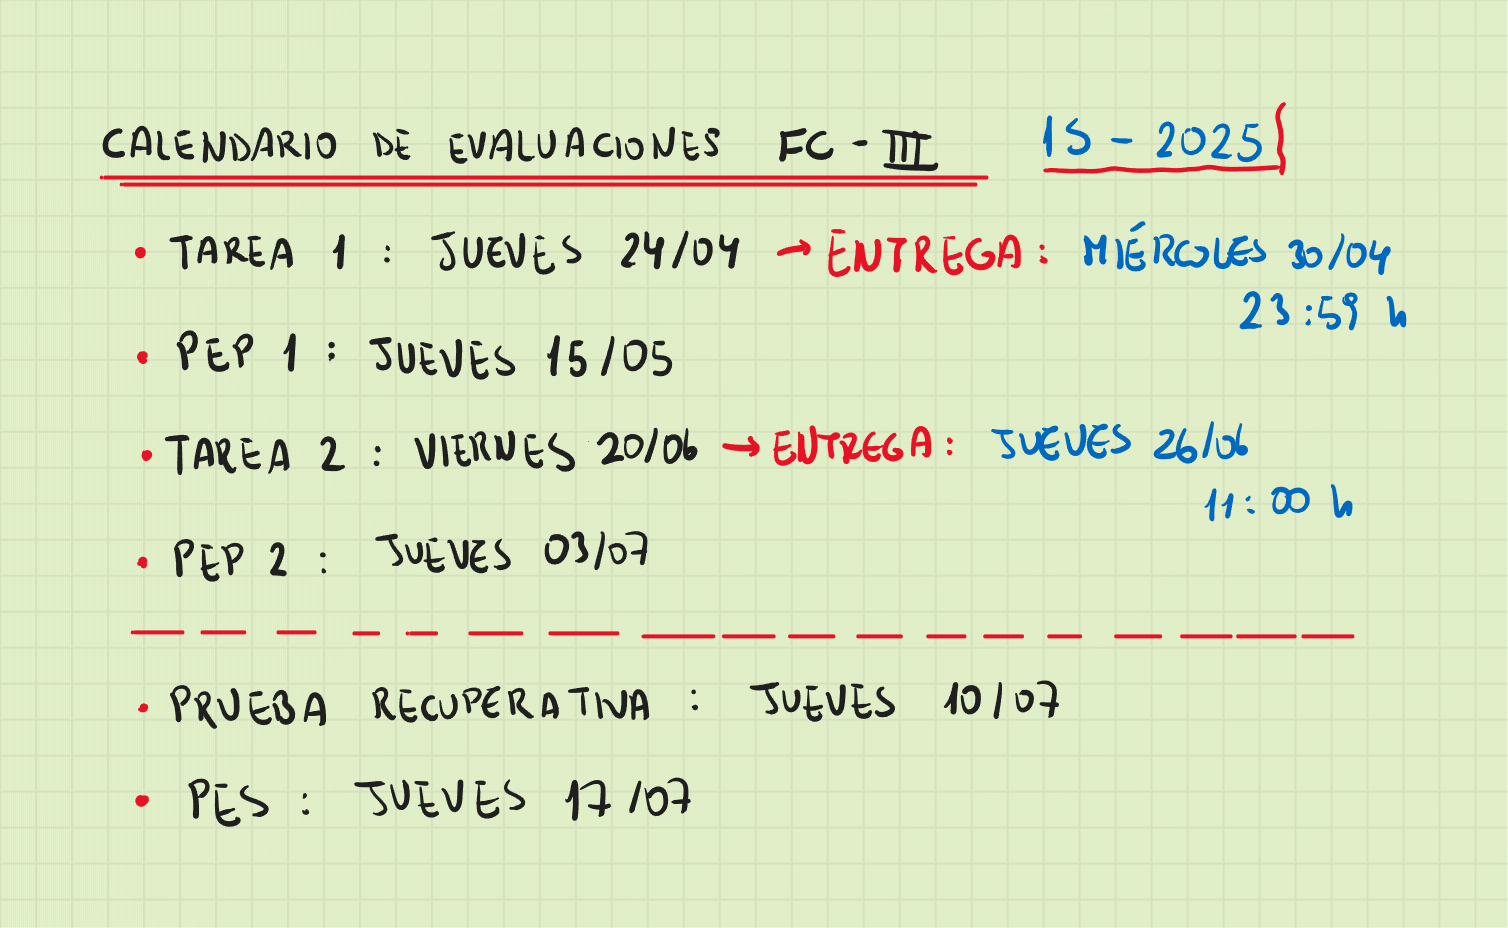 CALENDARIO DE EVALUACIONES FC - III 1S - 2025
• TAREA 1 : JUEVES 24/04 → ENTREGA : MIÉRCOLES 30/04
23:59 h
• PEP 1 : JUEVES 15/05
• TAREA 2 : VIERNES 20/06 → ENTREGA : JUEVES 26/06
11:00 h
• PEP 2 : JUEVES 03/07
• PRUEBA RECUPERATIVA : JUEVES 10/07
• PES : JUEVES 17/07